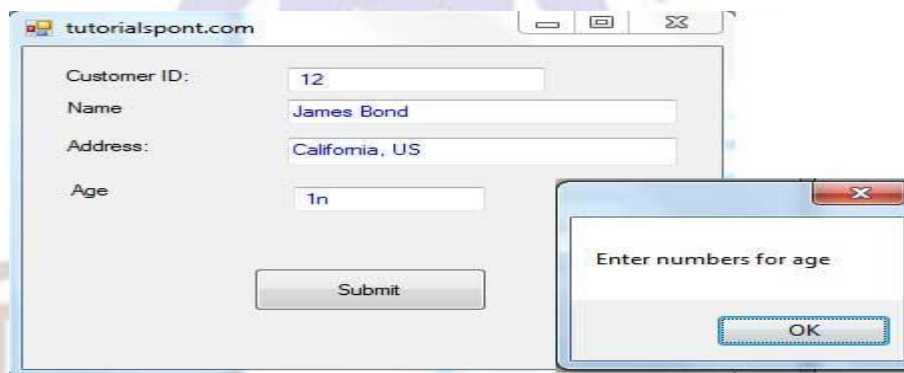 tutorialspont.com
Customer ID: 12
Name James Bond
Address: California, US
Age 1n
Submit
Enter numbers for age
OK